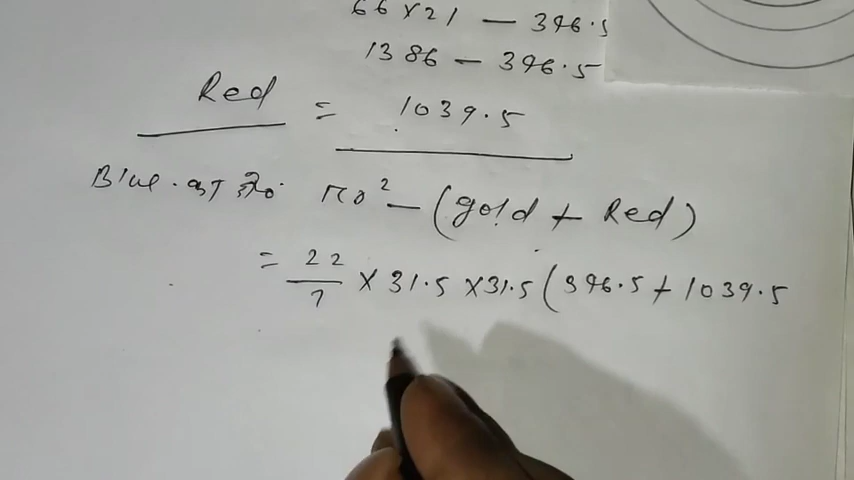 66 × 21 — 346.5
1386 — 346.5
Red = 1039.5
Blue. का क्षे० πr² — (gold + Red)
= 22/7 × 31.5 × 31.5 (346.5 + 1039.5